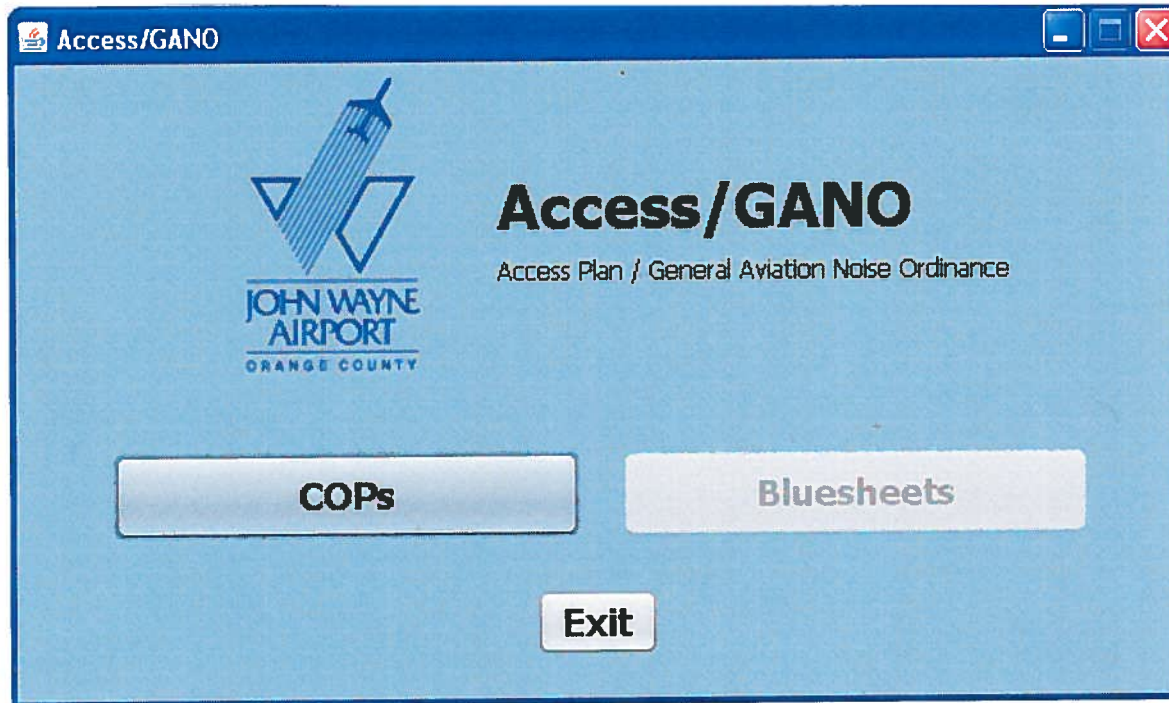 Access/GANO
JOHN WAYNE
AIRPORT
ORANGE COUNTY
Access/GANO
Access Plan / General Aviation Noise Ordinance
COPs
Bluesheets
Exit